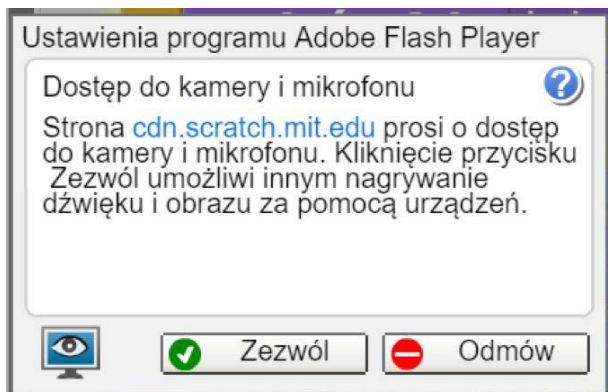 Ustawienia programu Adobe Flash Player
Dostęp do kamery i mikrofonu
Strona cdn.scratch.mit.edu prosi o dostęp
do kamery i mikrofonu. Kliknięcie przycisku
Zezwól umożliwi innym nagrywanie
dźwięku i obrazu za pomocą urządzeń.
Zezwól
Odmów